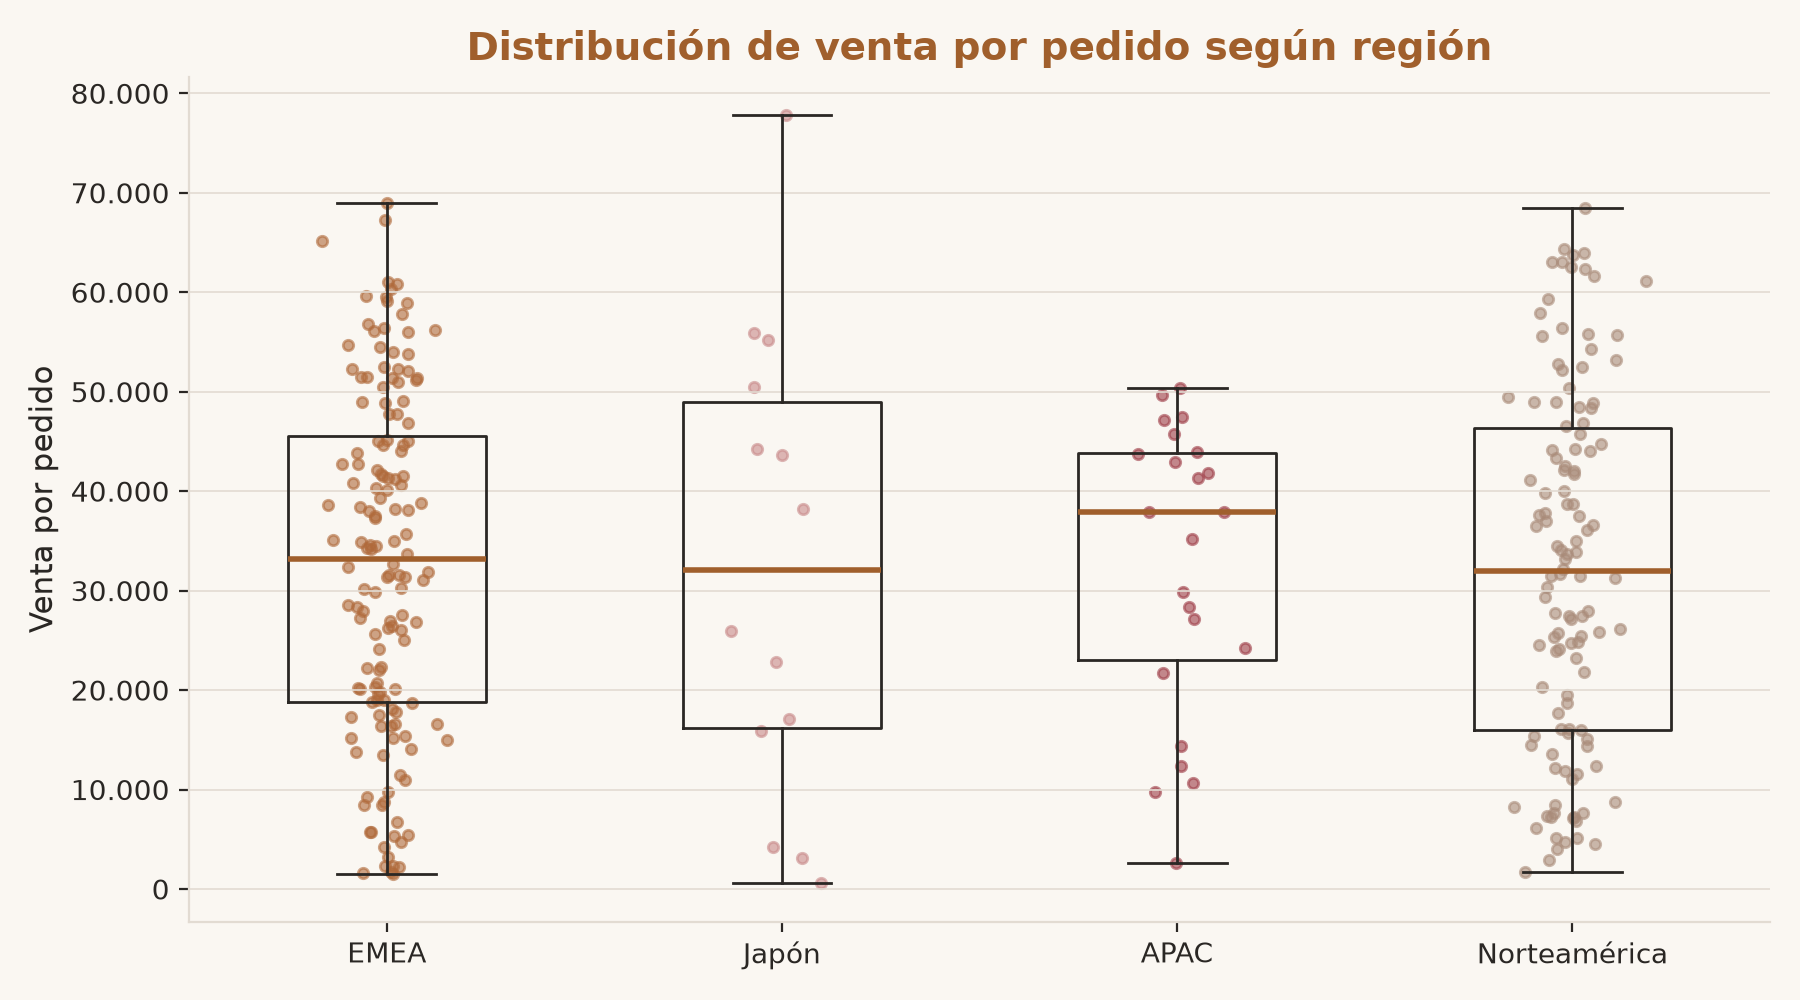 Distribución de venta por pedido según región
Venta por pedido
80.000
70.000
60.000
50.000
40.000
30.000
20.000
10.000
0
EMEA
Japón
APAC
Norteamérica